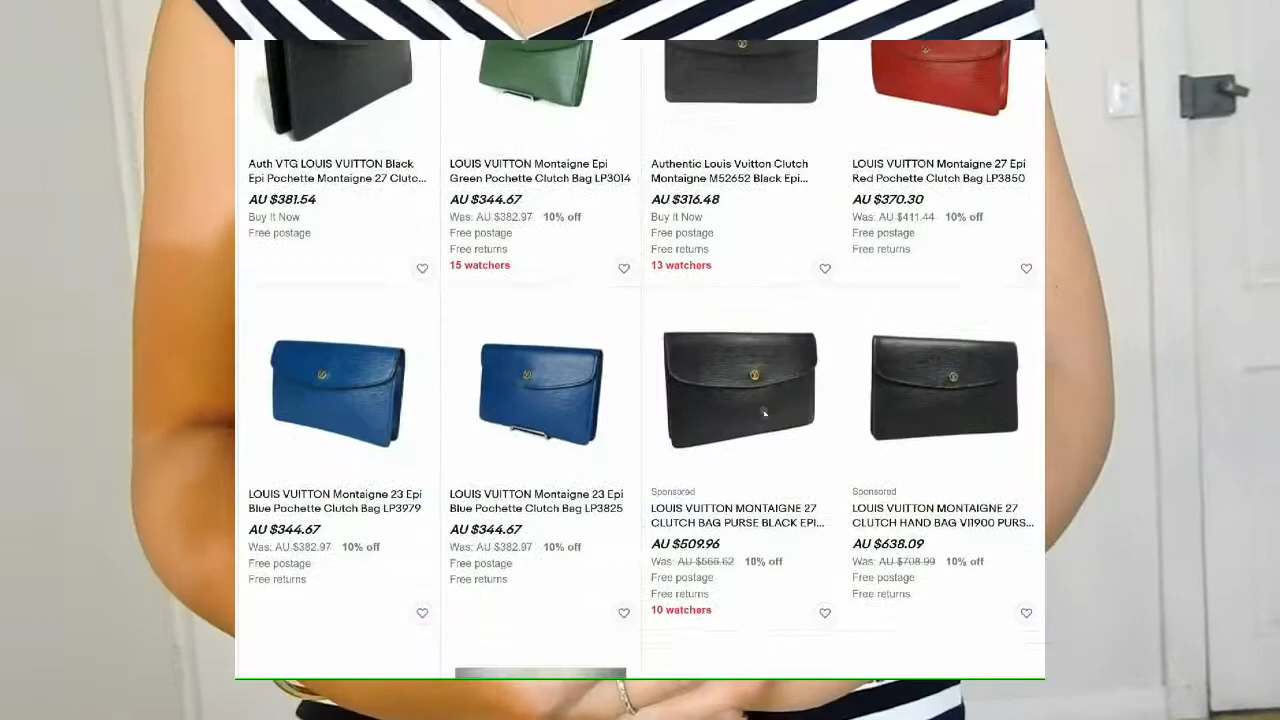 Auth VTG LOUIS VUITTON Black
Epi Pochette Montaigne 27 Clutc...
AU $381.54
Buy It Now
Free postage
LOUIS VUITTON Montaigne Epi
Green Pochette Clutch Bag LP3014
AU $344.67
Was: AU $382.97 10% off
Free postage
Free returns
15 watchers
Authentic Louis Vuitton Clutch
Montaigne M52652 Black Epi...
AU $316.48
Buy It Now
Free postage
Free returns
13 watchers
LOUIS VUITTON Montaigne 27 Epi
Red Pochette Clutch Bag LP3850
AU $370.30
Was: AU $411.44 10% off
Free postage
Free returns
LOUIS VUITTON Montaigne 23 Epi
Blue Pochette Clutch Bag LP3979
AU $344.67
Was: AU $382.97 10% off
Free postage
Free returns
LOUIS VUITTON Montaigne 23 Epi
Blue Pochette Clutch Bag LP3825
AU $344.67
Was: AU $382.97 10% off
Free postage
Free returns
Sponsored
LOUIS VUITTON MONTAIGNE 27
CLUTCH BAG PURSE BLACK EPI...
AU $509.96
Was: AU $566.62 10% off
Free postage
Free returns
10 watchers
Sponsored
LOUIS VUITTON MONTAIGNE 27
CLUTCH HAND BAG VI1900 PURS...
AU $638.09
Was: AU $708.99 10% off
Free postage
Free returns